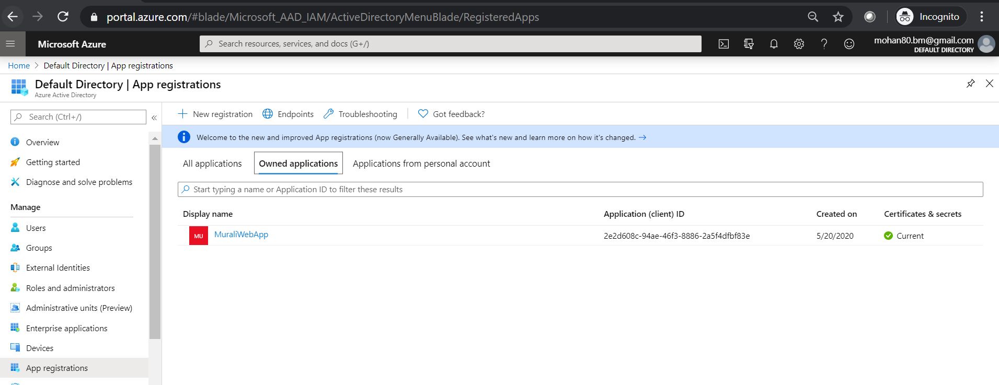 portal.azure.com/#blade/Microsoft_AAD_IAM/ActiveDirectoryMenuBlade/RegisteredApps
Incognito
Microsoft Azure
Search resources, services, and docs (G+/)
mohan80.bm@gmail.com
DEFAULT DIRECTORY
Home > Default Directory | App registrations
Default Directory | App registrations
Azure Active Directory
Search (Ctrl+/)
«
Overview
Getting started
Diagnose and solve problems
Manage
Users
Groups
External Identities
Roles and administrators
Administrative units (Preview)
Enterprise applications
Devices
App registrations
New registration Endpoints Troubleshooting Got feedback?
Welcome to the new and improved App registrations (now Generally Available). See what's new and learn more on how it's changed. →
All applications Owned applications Applications from personal account
Start typing a name or Application ID to filter these results
Display name Application (client) ID Created on Certificates & secrets
MU MuraliWebApp 2e2d608c-94ae-46f3-8886-2a5f4dfbf83e 5/20/2020 Current